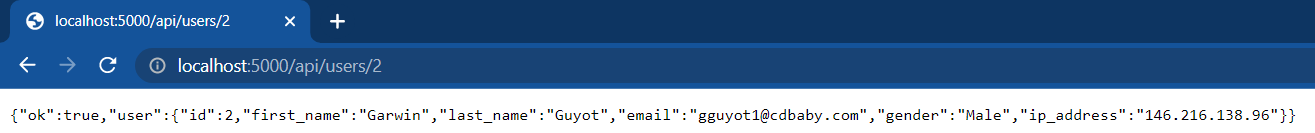 localhost:5000/api/users/2
localhost:5000/api/users/2
{"ok":true,"user":{"id":2,"first_name":"Garwin","last_name":"Guyot","email":"gguyot1@cdbaby.com","gender":"Male","ip_address":"146.216.138.96"}}